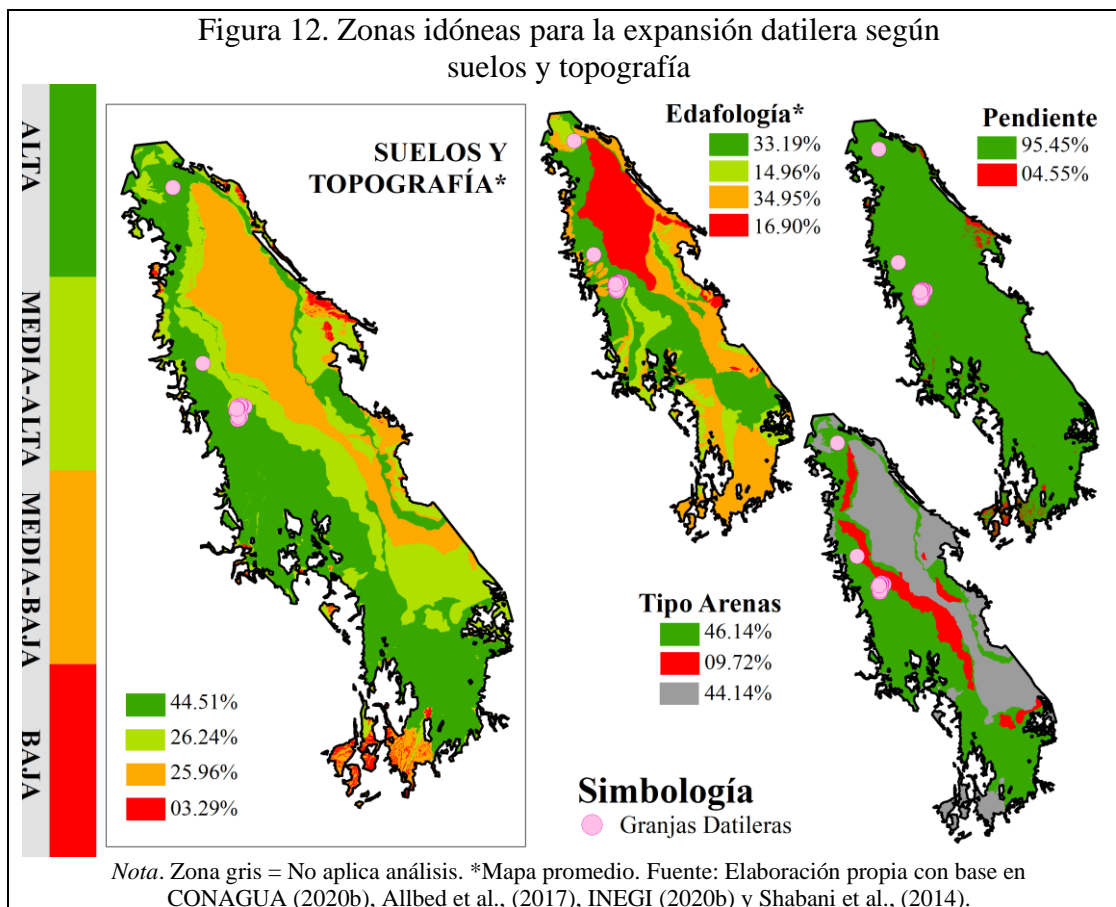 Figura 12. Zonas idóneas para la expansión datilera según
suelos y topografía
ALTA
MEDIA-ALTA
MEDIA-BAJA
BAJA
SUELOS Y
TOPOGRAFÍA*
44.51%
26.24%
25.96%
03.29%
Edafología*
33.19%
14.96%
34.95%
16.90%
Pendiente
95.45%
04.55%
Tipo Arenas
46.14%
09.72%
44.14%
Simbología
Granjas Datileras
Nota. Zona gris = No aplica análisis. *Mapa promedio. Fuente: Elaboración propia con base en
CONAGUA (2020b), Allbed et al., (2017), INEGI (2020b) y Shabani et al., (2014).